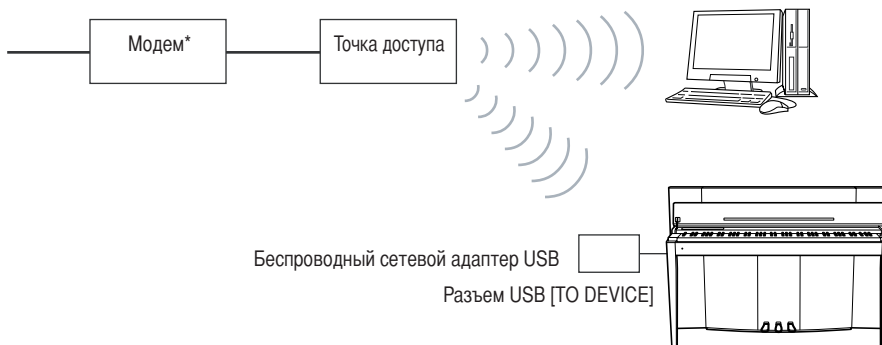 Модем*
Точка доступа
Беспроводный сетевой адаптер USB
Разъем USB [TO DEVICE]